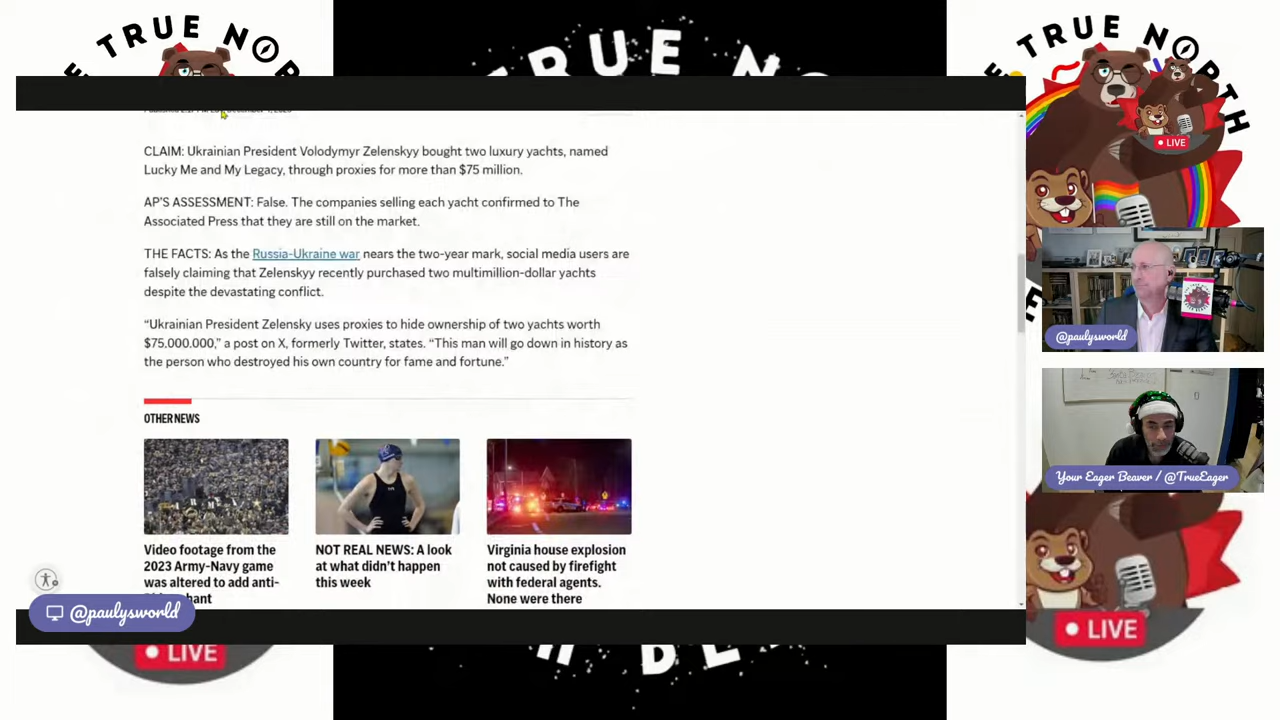 E TRUE NO
TRUE NO
E TRUE NORTH
LIVE
CLAIM: Ukrainian President Volodymyr Zelenskyy bought two luxury yachts, named
Lucky Me and My Legacy, through proxies for more than $75 million.
AP'S ASSESSMENT: False. The companies selling each yacht confirmed to The
Associated Press that they are still on the market.
THE FACTS: As the Russia-Ukraine war nears the two-year mark, social media users are
falsely claiming that Zelenskyy recently purchased two multimillion-dollar yachts
despite the devastating conflict.
“Ukrainian President Zelensky uses proxies to hide ownership of two yachts worth
$75.000.000,” a post on X, formerly Twitter, states. “This man will go down in history as
the person who destroyed his own country for fame and fortune.”
OTHER NEWS
Video footage from the
2023 Army-Navy game
was altered to add anti-
NOT REAL NEWS: A look
at what didn’t happen
this week
Virginia house explosion
not caused by firefight
with federal agents.
None were there
@paulysworld
@paulysworld
Your Eager Beaver / @TrueEager
LIVE
LIVE